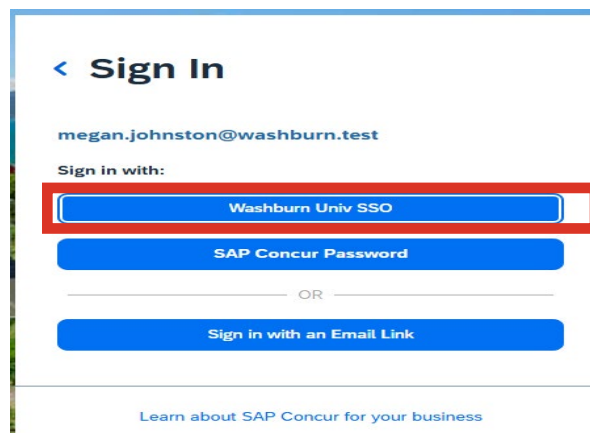 < Sign In
megan.johnston@washburn.test
Sign in with:
Washburn Univ SSO
SAP Concur Password
OR
Sign in with an Email Link
Learn about SAP Concur for your business